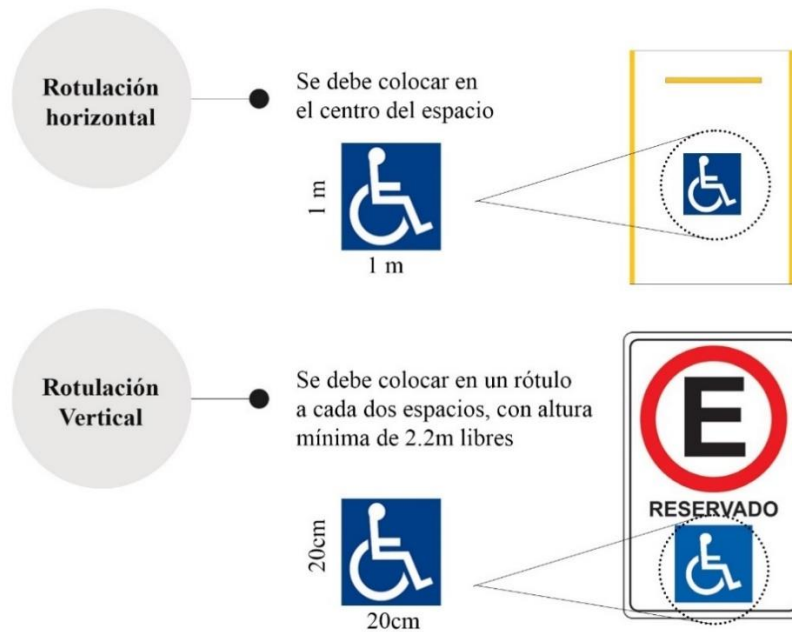 Rotulación
horizontal
Se debe colocar en
el centro del espacio
1 m
1 m
Rotulación
Vertical
Se debe colocar en un rótulo
a cada dos espacios, con altura
mínima de 2.2m libres
20cm
20cm
E
RESERVADO